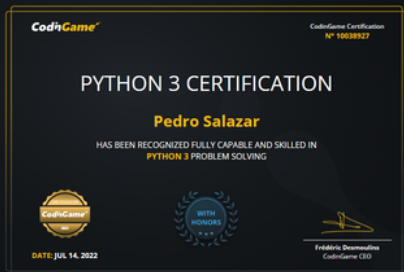 CodinGame
CodinGame Certification
N° 10038927
PYTHON 3 CERTIFICATION
Pedro Salazar
HAS BEEN RECOGNIZED FULLY CAPABLE AND SKILLED IN
PYTHON 3 PROBLEM SOLVING
CodinGame
WITH
HONORS
Frédéric Desmoulins
CodinGame CEO
DATE: JUL 14, 2022